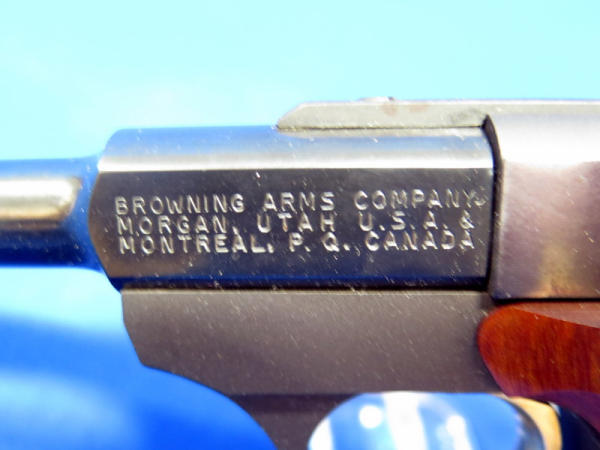 BROWNING ARMS COMPANY
MORGAN, UTAH U.S.A. &
MONTREAL, P. Q. CANADA